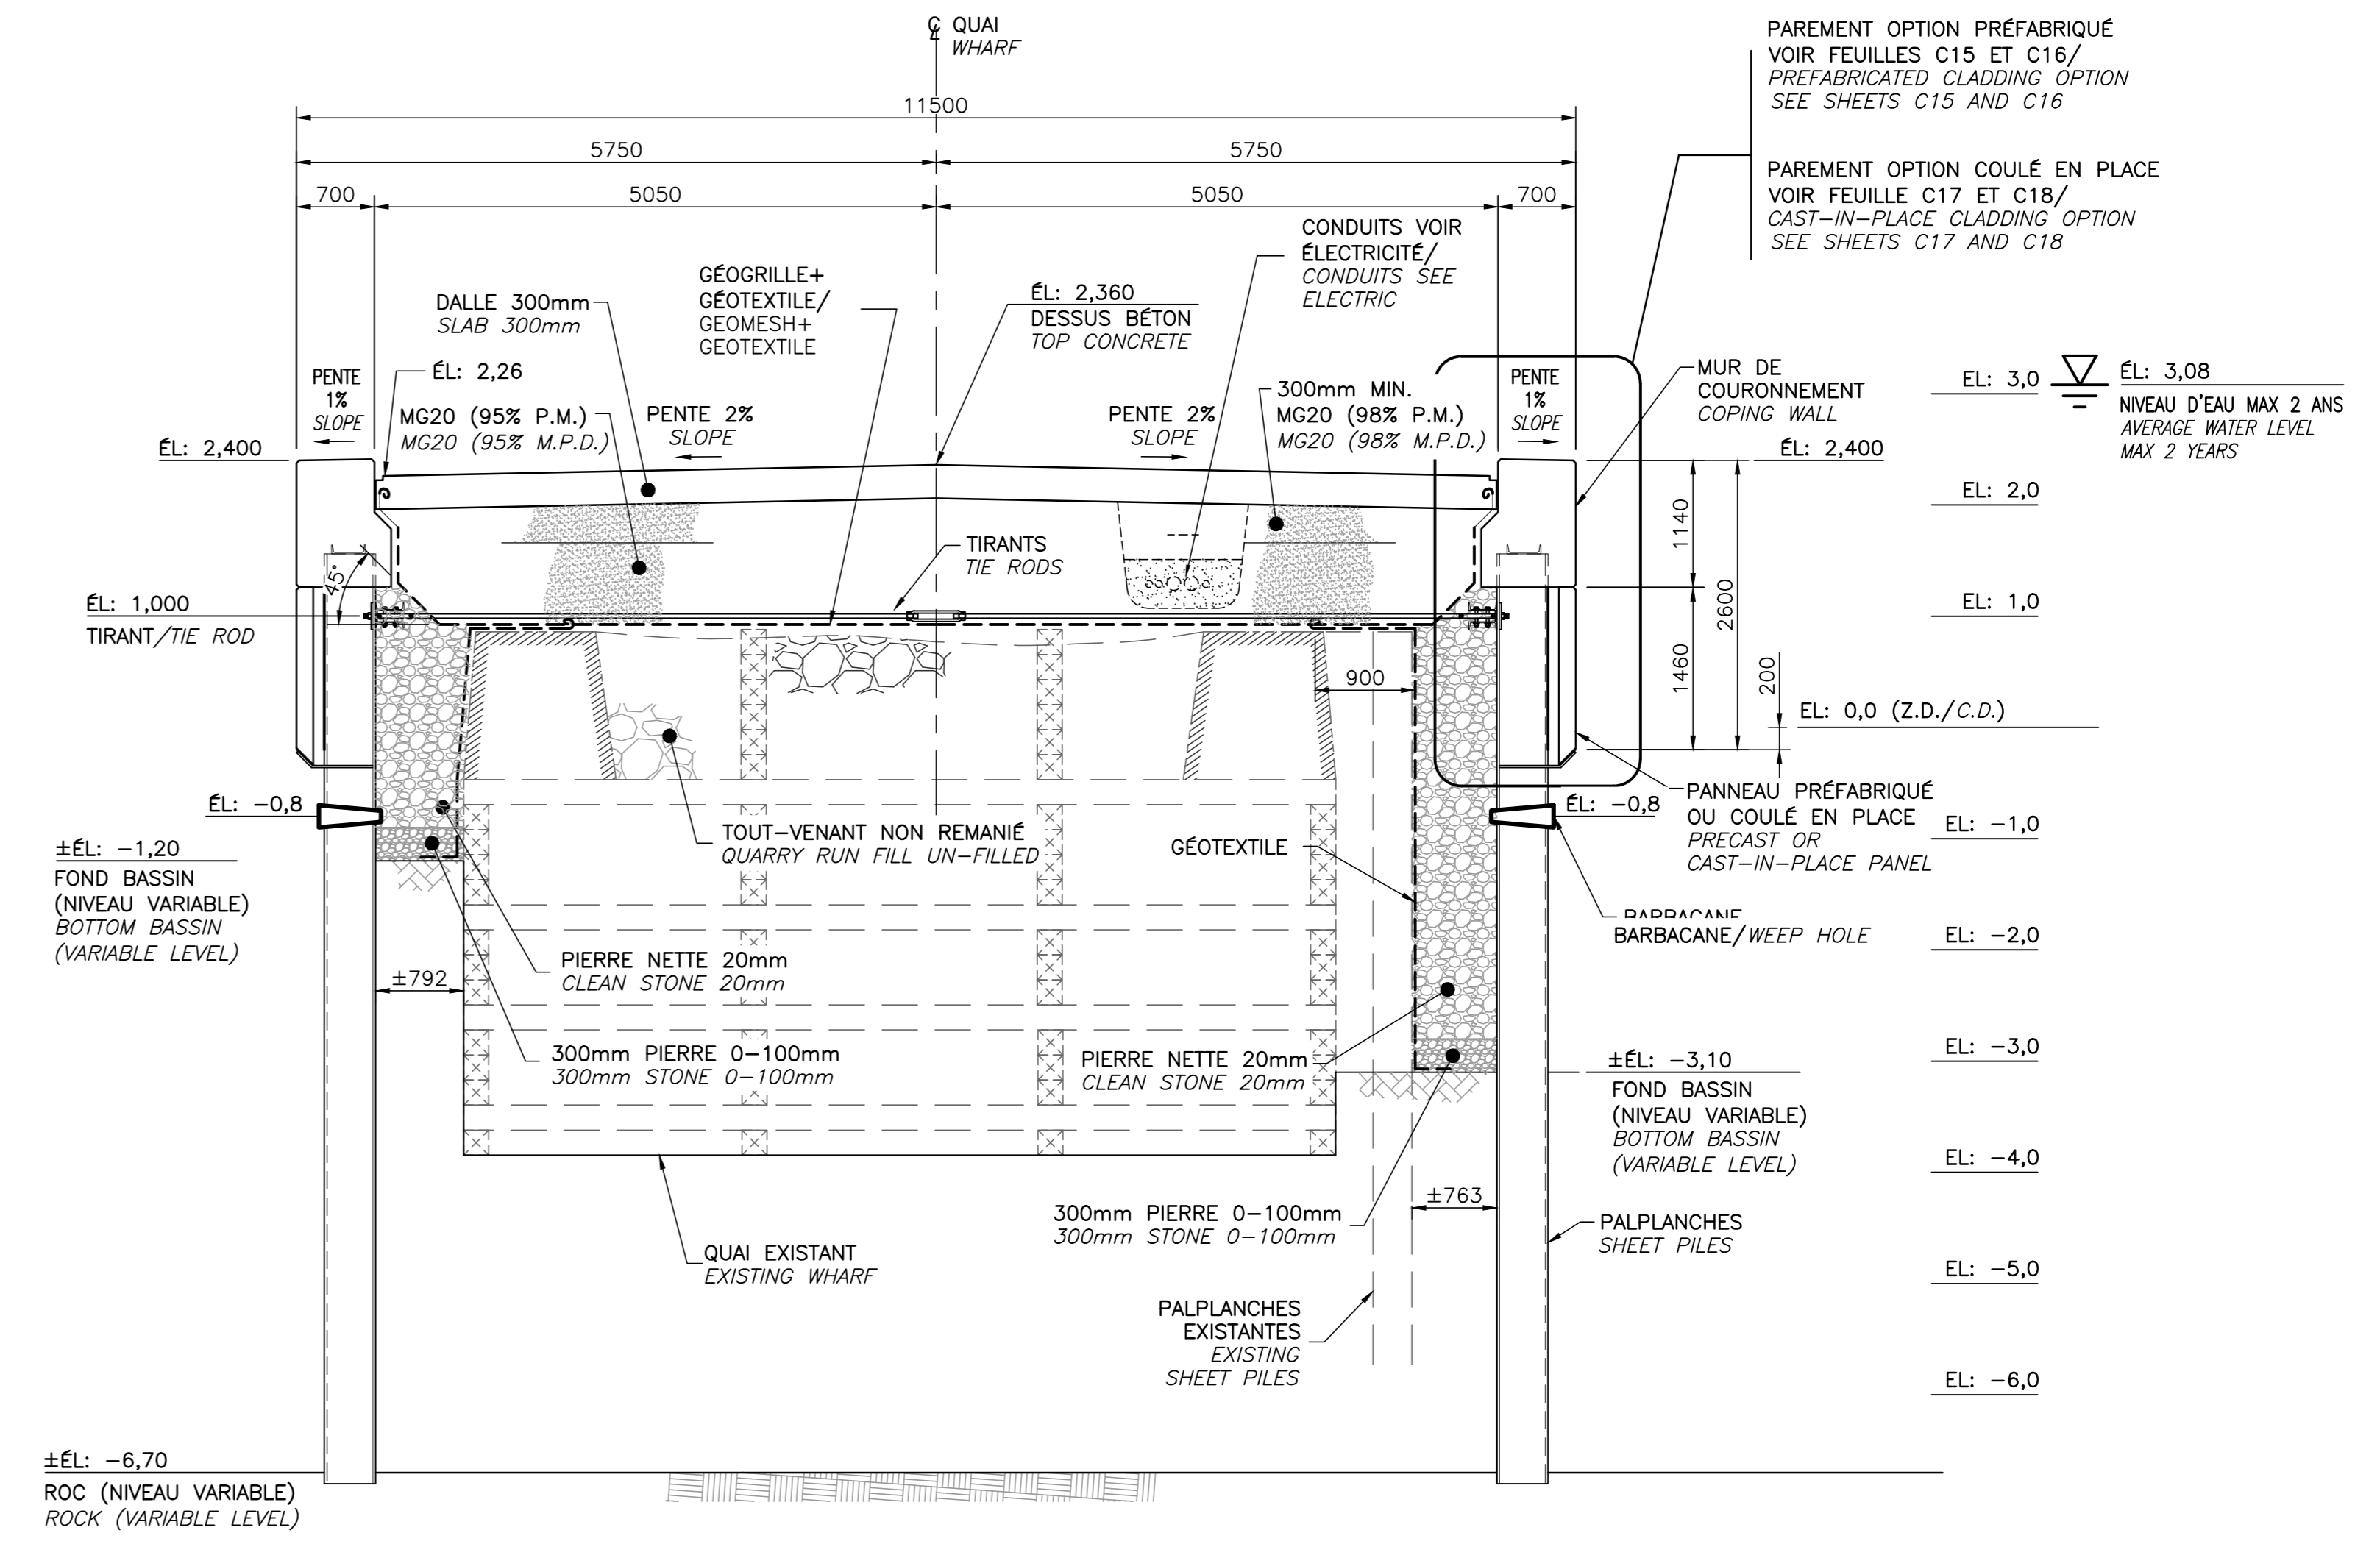 ℄ QUAI
WHARF
PAREMENT OPTION PRÉFABRIQUÉ
VOIR FEUILLES C15 ET C16/
PREFABRICATED CLADDING OPTION
SEE SHEETS C15 AND C16
PAREMENT OPTION COULÉ EN PLACE
VOIR FEUILLE C17 ET C18/
CAST-IN-PLACE CLADDING OPTION
SEE SHEETS C17 AND C18
11500
5750
5750
700
5050
5050
700
CONDUITS VOIR
ÉLECTRICITÉ/
CONDUITS SEE
ELECTRIC
GÉOGRILLE+
GÉOTEXTILE/
GEOMESH+
GEOTEXTILE
DALLE 300mm
SLAB 300mm
ÉL: 2,360
DESSUS BÉTON
TOP CONCRETE
ÉL: 2,26
PENTE
1%
SLOPE
MG20 (95% P.M.)
MG20 (95% M.P.D.)
PENTE 2%
SLOPE
PENTE 2%
SLOPE
300mm MIN.
MG20 (98% P.M.)
MG20 (98% M.P.D.)
PENTE
1%
SLOPE
MUR DE
COURONNEMENT
COPING WALL
EL: 3,0
ÉL: 3,08
NIVEAU D'EAU MAX 2 ANS
AVERAGE WATER LEVEL
MAX 2 YEARS
ÉL: 2,400
ÉL: 2,400
EL: 2,0
1140
2600
1460
200
45°
TIRANTS
TIE RODS
ÉL: 1,000
TIRANT/TIE ROD
EL: 1,0
900
EL: 0,0 (Z.D./C.D.)
ÉL: -0,8
ÉL: -0,8
PANNEAU PRÉFABRIQUÉ
OU COULÉ EN PLACE
PRECAST OR
CAST-IN-PLACE PANEL
EL: -1,0
TOUT-VENANT NON REMANIÉ
QUARRY RUN FILL UN-FILLED
GÉOTEXTILE
±ÉL: -1,20
FOND BASSIN
(NIVEAU VARIABLE)
BOTTOM BASSIN
(VARIABLE LEVEL)
BARBACANE
BARBACANE/WEEP HOLE
EL: -2,0
PIERRE NETTE 20mm
CLEAN STONE 20mm
±792
300mm PIERRE 0-100mm
300mm STONE 0-100mm
PIERRE NETTE 20mm
CLEAN STONE 20mm
EL: -3,0
±ÉL: -3,10
FOND BASSIN
(NIVEAU VARIABLE)
BOTTOM BASSIN
(VARIABLE LEVEL)
EL: -4,0
±763
300mm PIERRE 0-100mm
300mm STONE 0-100mm
PALPLANCHES
SHEET PILES
QUAI EXISTANT
EXISTING WHARF
EL: -5,0
PALPLANCHES
EXISTANTES
EXISTING
SHEET PILES
EL: -6,0
±ÉL: -6,70
ROC (NIVEAU VARIABLE)
ROCK (VARIABLE LEVEL)